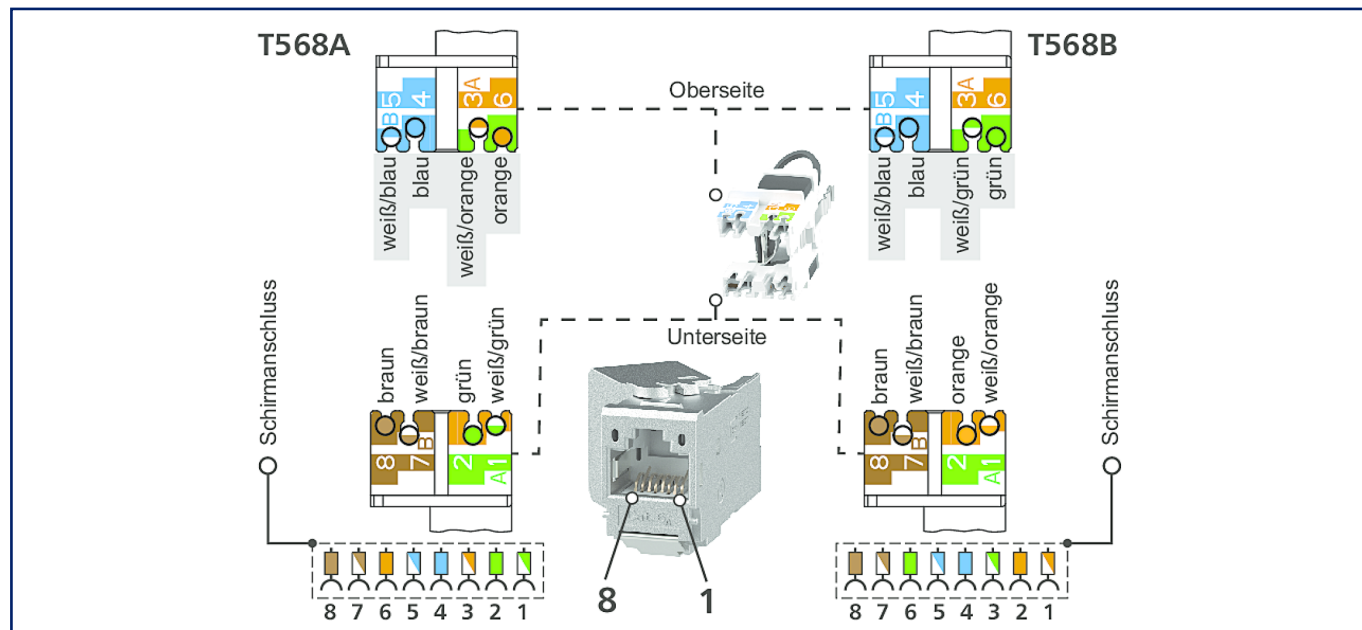 T568A
T568B
5
4
3A
6
B
weiß/blau
blau
weiß/orange
orange
Oberseite
5
4
3A
6
B
weiß/blau
blau
weiß/grün
grün
Schirmanschluss
braun
weiß/braun
grün
weiß/grün
8
7
B
2
A1
Unterseite
braun
weiß/braun
orange
weiß/orange
8
7
B
2
A1
Schirmanschluss
8 7 6 5 4 3 2 1
8 1
8 7 6 5 4 3 2 1